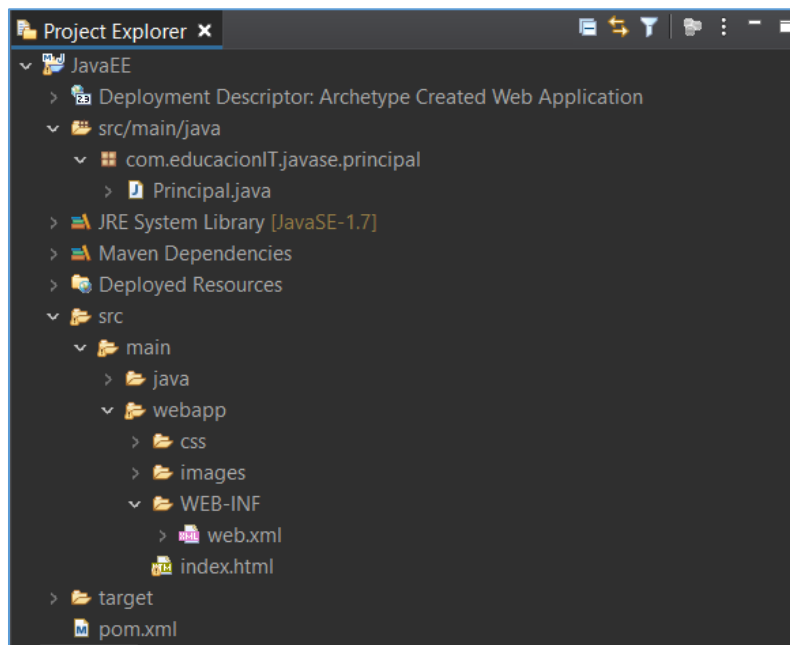 Project Explorer
JavaEE
Deployment Descriptor: Archetype Created Web Application
src/main/java
com.educacionIT.javase.principal
Principal.java
JRE System Library [JavaSE-1.7]
Maven Dependencies
Deployed Resources
src
main
java
webapp
css
images
WEB-INF
web.xml
index.html
target
pom.xml